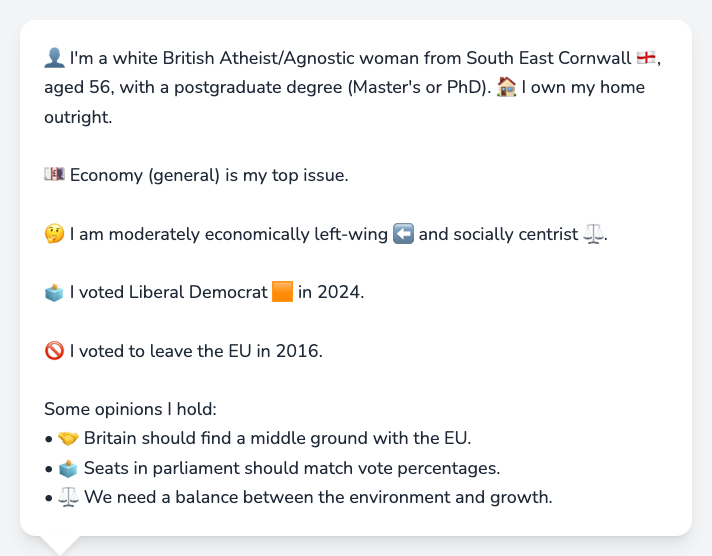 👤 I'm a white British Atheist/Agnostic woman from South East Cornwall 🏴󠁧󠁢󠁥󠁮󠁧󠁿,
aged 56, with a postgraduate degree (Master's or PhD). 🏠 I own my home
outright.
💷 Economy (general) is my top issue.
🤔 I am moderately economically left-wing ⬅️ and socially centrist ⚖️.
🗳️ I voted Liberal Democrat 🟧 in 2024.
🚫 I voted to leave the EU in 2016.
Some opinions I hold:
• 🤝 Britain should find a middle ground with the EU.
• 🗳️ Seats in parliament should match vote percentages.
• ⚖️ We need a balance between the environment and growth.